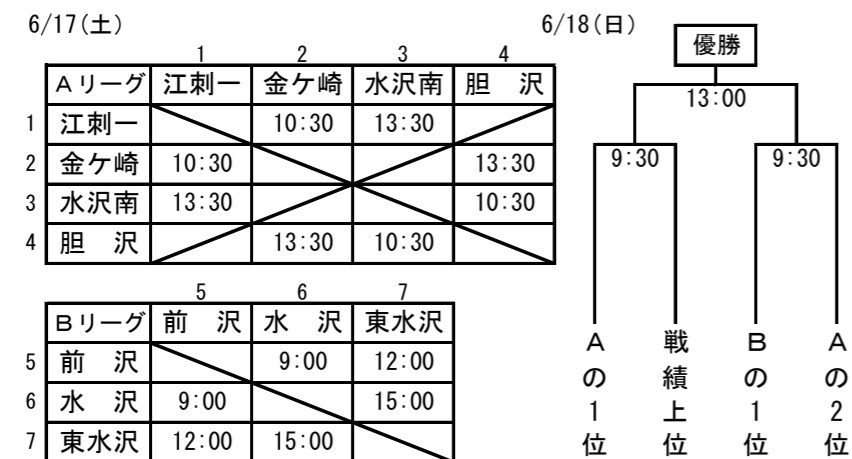 6/17(土)
1 2 3 4
Aリーグ 江刺一 金ケ崎 水沢南 胆 沢
1 江刺一 10:30 13:30
2 金ケ崎 10:30 13:30
3 水沢南 13:30 10:30
4 胆 沢 13:30 10:30
5 6 7
Bリーグ 前 沢 水 沢 東水沢
5 前 沢 9:00 12:00
6 水 沢 9:00 15:00
7 東水沢 12:00 15:00
6/18(日)
優勝
13:00
9:30 9:30
Aの1位
戦績上位
Bの1位
Aの2位